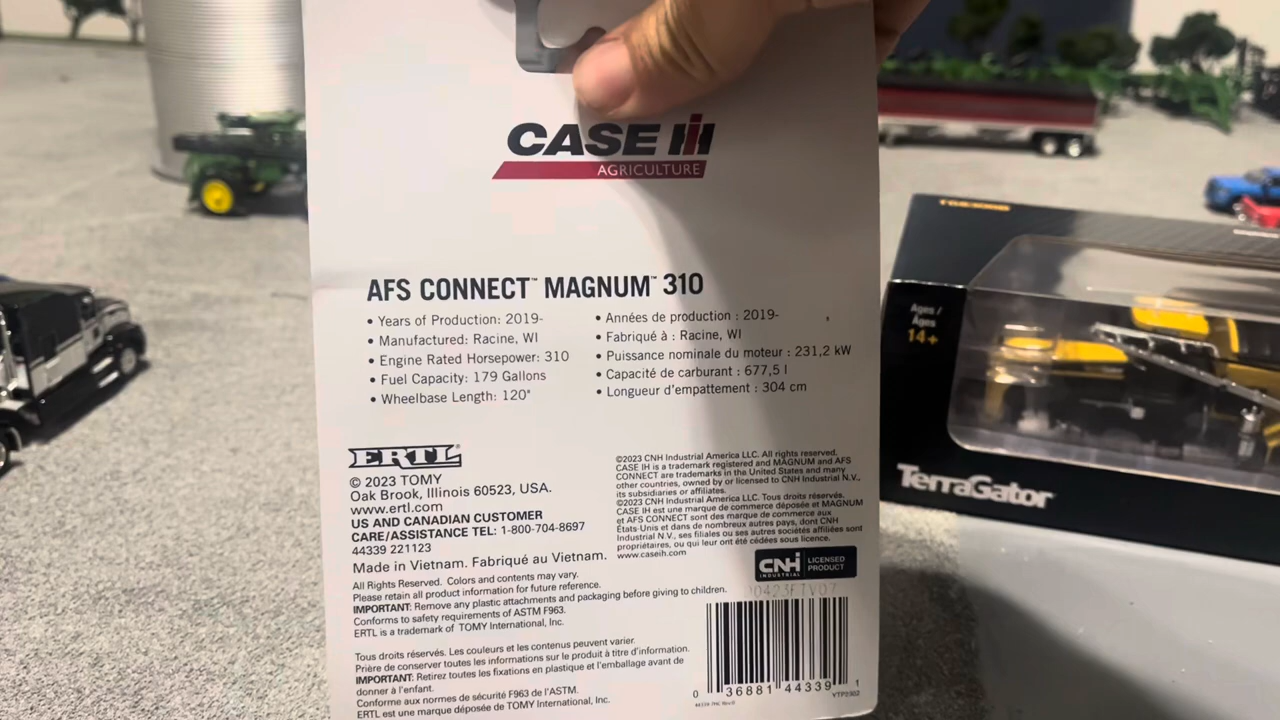 CASE IH
AGRICULTURE
AFS CONNECT™ MAGNUM™ 310
• Years of Production: 2019-
• Manufactured: Racine, WI
• Engine Rated Horsepower: 310
• Fuel Capacity: 179 Gallons
• Wheelbase Length: 120"
• Années de production : 2019-
• Fabriqué à : Racine, WI
• Puissance nominale du moteur : 231,2 kW
• Capacité de carburant : 677,5 l
• Longueur d'empattement : 304 cm
ERTL®
© 2023 TOMY
Oak Brook, Illinois 60523, USA.
www.ertl.com
US AND CANADIAN CUSTOMER
CARE/ASSISTANCE TEL: 1-800-704-8697
44339 221123
Made in Vietnam. Fabriqué au Vietnam.
All Rights Reserved. Colors and contents may vary.
Please retain all product information for future reference.
IMPORTANT: Remove any plastic attachments and packaging before giving to children.
Conforms to safety requirements of ASTM F963.
ERTL is a trademark of TOMY International, Inc.
Tous droits réservés. Les couleurs et les contenus peuvent varier.
Prière de conserver toutes les informations sur le produit à titre d'information.
IMPORTANT: Retirez toutes les fixations en plastique et l'emballage avant de
donner à l'enfant.
Conforme aux normes de sécurité F963 de l'ASTM.
ERTL est une marque déposée de TOMY International, Inc.
©2023 CNH Industrial America LLC. All rights reserved.
CASE IH is a trademark registered and MAGNUM and AFS
CONNECT are trademarks in the United States and many
other countries, owned by or licensed to CNH Industrial N.V.,
its subsidiaries or affiliates.
©2023 CNH Industrial America LLC. Tous droits réservés.
CASE IH est une marque de commerce déposée et MAGNUM
et AFS CONNECT sont des marque de commerce aux
États-Unis et dans de nombreux autres pays, dont CNH
Industrial N.V., ses filiales ou ses autres sociétés affiliées sont
propriétaires, ou qui leur ont été cédées sous licence.
www.caseih.com
CNH
INDUSTRIAL
LICENSED
PRODUCT
0 36881 44339 1
VTP2302
Ages /
Âges
14+
TerraGator